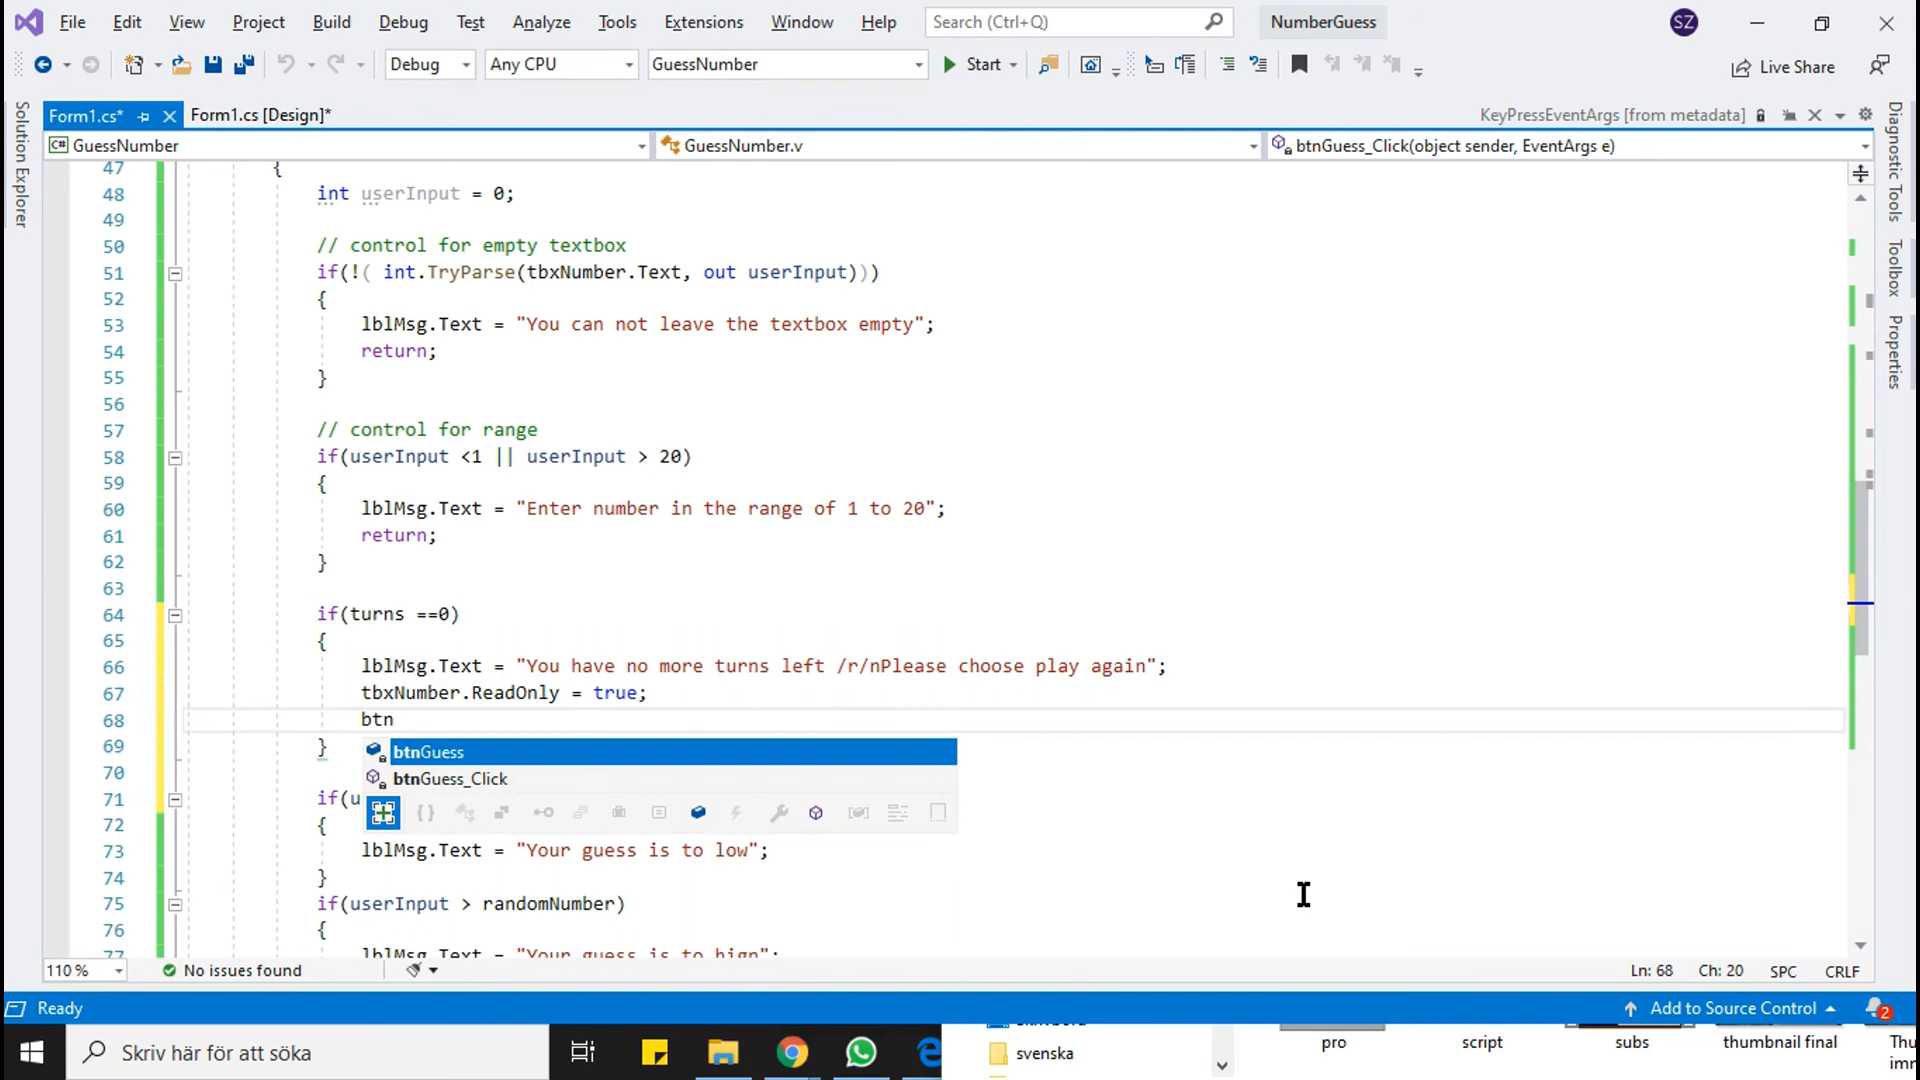 File Edit View Project Build Debug Test Analyze Tools Extensions Window Help Search (Ctrl+Q) NumberGuess SZ
Debug Any CPU GuessNumber Start Live Share
Form1.cs* Form1.cs [Design]* KeyPressEventArgs [from metadata]
C# GuessNumber GuessNumber.v btnGuess_Click(object sender, EventArgs e)
Solution Explorer
Diagnostic Tools
Toolbox
Properties
47 {
48 int userInput = 0;
49
50 // control for empty textbox
51 if(!( int.TryParse(tbxNumber.Text, out userInput)))
52 {
53 lblMsg.Text = "You can not leave the textbox empty";
54 return;
55 }
56
57 // control for range
58 if(userInput <1 || userInput > 20)
59 {
60 lblMsg.Text = "Enter number in the range of 1 to 20";
61 return;
62 }
63
64 if(turns ==0)
65 {
66 lblMsg.Text = "You have no more turns left /r/nPlease choose play again";
67 tbxNumber.ReadOnly = true;
68 btn
69 }
btnGuess
70
btnGuess_Click
71 if(u
72 {
73 lblMsg.Text = "Your guess is to low";
74 }
75 if(userInput > randomNumber)
76 {
77 lblMsg.Text = "Your guess is to hign";
110 % No issues found Ln: 68 Ch: 20 SPC CRLF
Ready Add to Source Control 2
Skriv här för att söka
svenska
pro
script
subs
thumbnail final